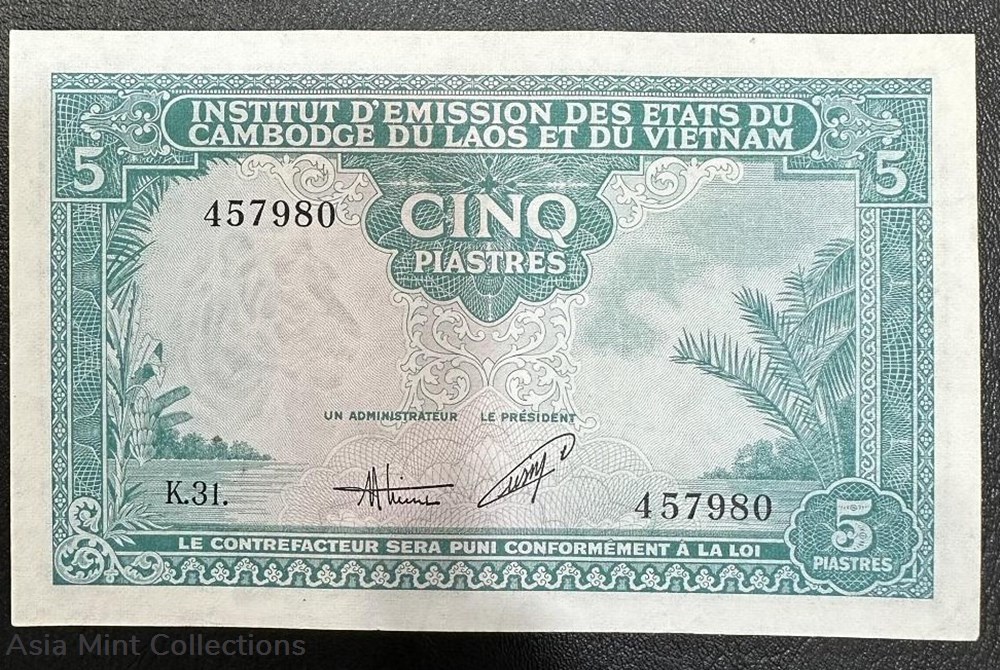 INSTITUT D'EMISSION DES ETATS DU
CAMBODGE DU LAOS ET DU VIETNAM
5
5
457980
CINQ
PIASTRES
UN ADMINISTRATEUR LE PRÉSIDENT
K.31.
457980
5
PIASTRES
LE CONTREFACTEUR SERA PUNI CONFORMÉMENT À LA LOI
Asia Mint Collections